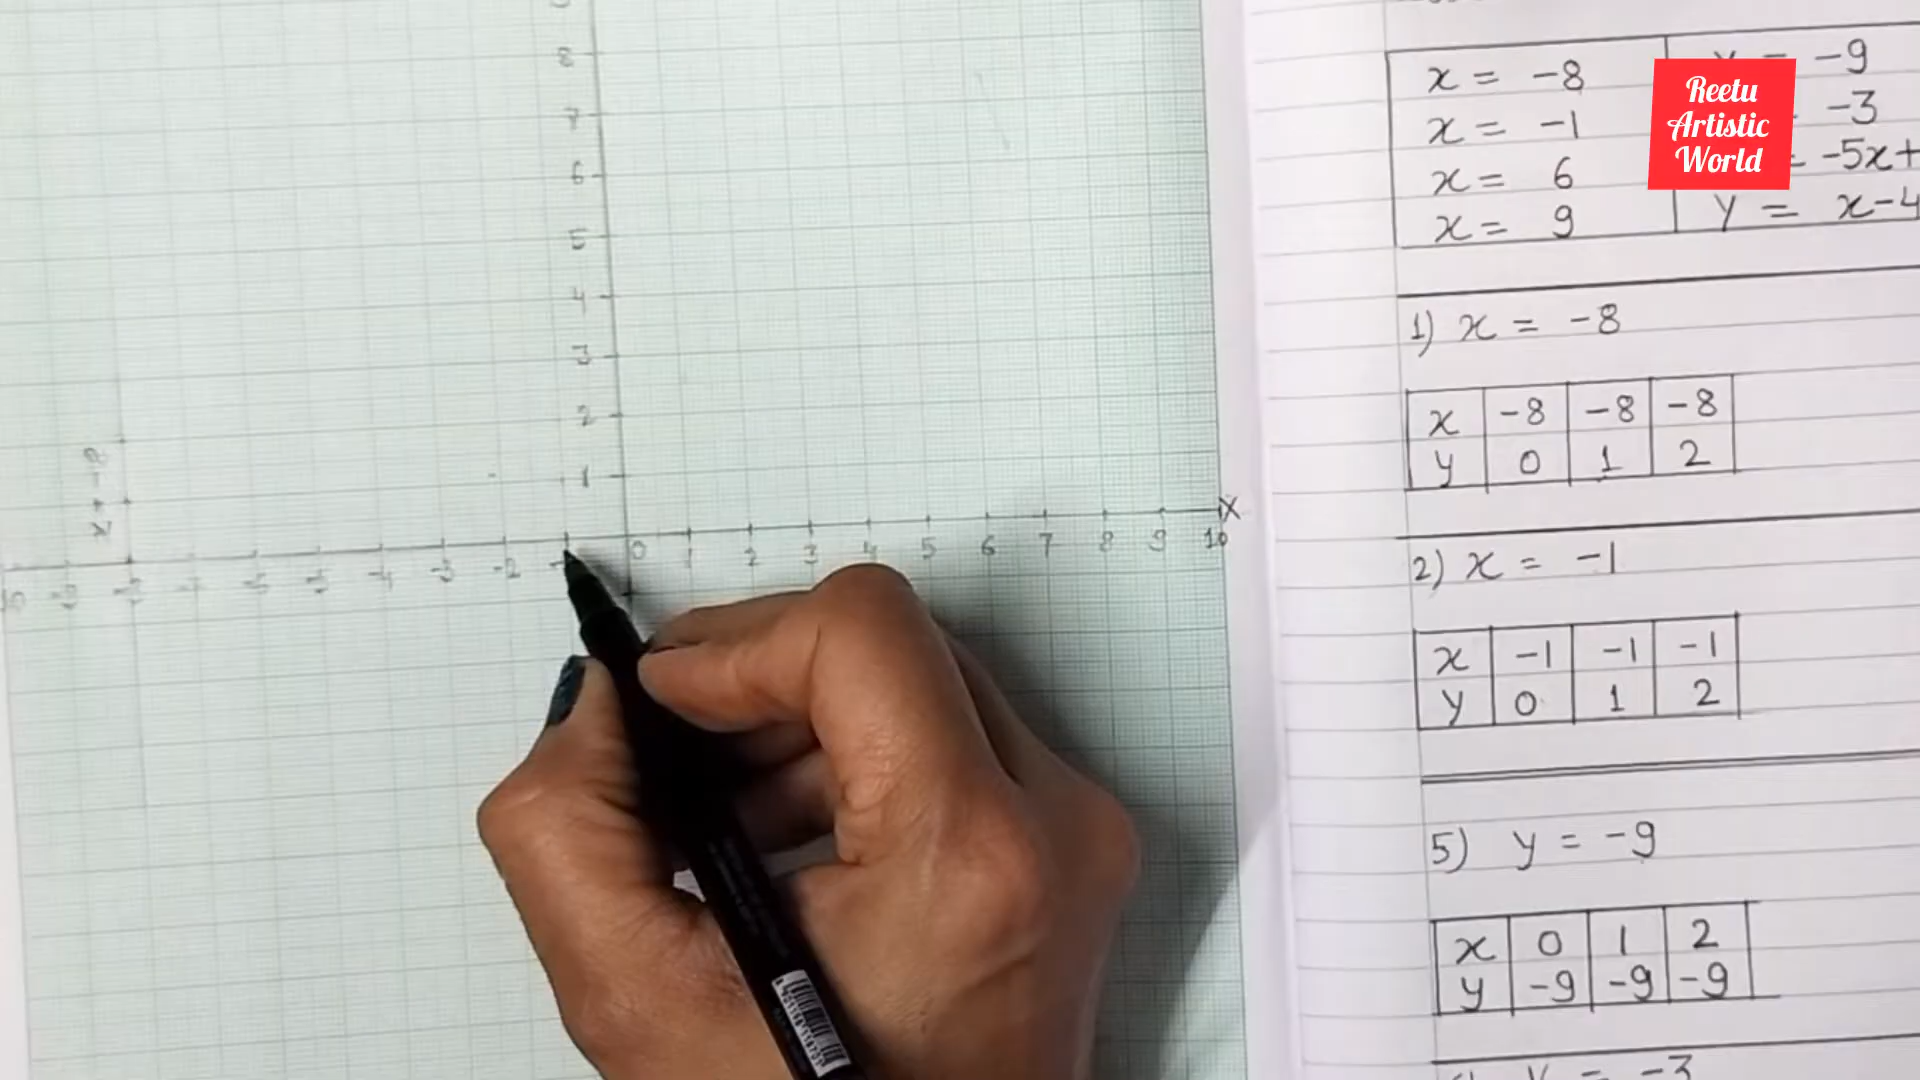 8
7
6
5
4
3
2
1
x = -8
X
0 1 2 3 4 5 6 7 8 9 10
-5 -4 -3 -2
x = -8
x = -1
x = 6
x = 9
= -9
-3
= -5x+
y = x-4
Reetu
Artistic
World
1) x = -8
x -8 -8 -8
y 0 1 2
2) x = -1
x -1 -1 -1
y 0 1 2
5) y = -9
x 0 1 2
y -9 -9 -9
y = -3